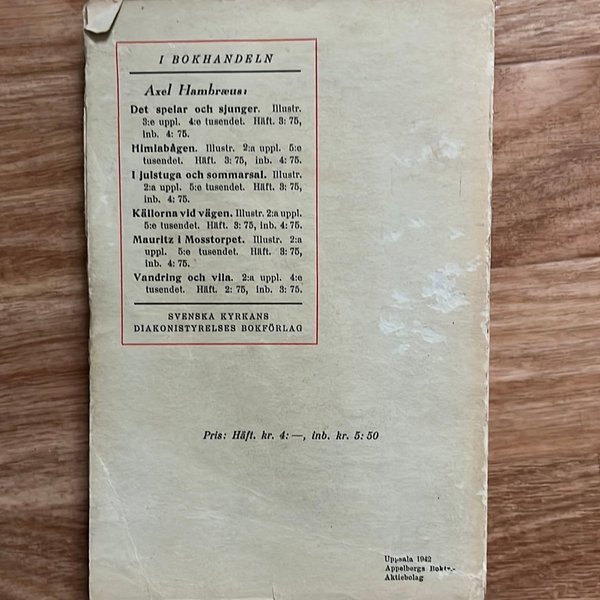 I BOKHANDELN
Axel Hambræus:
Det spelar och sjunger. Illustr.
3:e uppl. 4:e tusendet. Häft. 3: 75,
inb. 4: 75.
Himlabågen. Illustr. 2:a uppl. 5:e
tusendet. Häft. 3: 75, inb. 4: 75.
I julstuga och sommarsal. Illustr.
2:a uppl. 5:e tusendet. Häft. 3: 75,
inb. 4: 75.
Källorna vid vägen. Illustr. 2:a uppl.
5:e tusendet. Häft. 3: 75, inb. 4: 75.
Mauritz i Mosstorpet. Illustr. 2:a
uppl. 5:e tusendet. Häft. 3: 75,
inb. 4: 75.
Vandring och vila. 2:a uppl. 4:e
tusendet. Häft. 2: 75, inb. 3: 75.
SVENSKA KYRKANS
DIAKONISTYRELSES BOKFÖRLAG
Pris: Häft. kr. 4: —, inb. kr. 5: 50
Uppsala 1942
Appelbergs Boktr.-
Aktiebolag